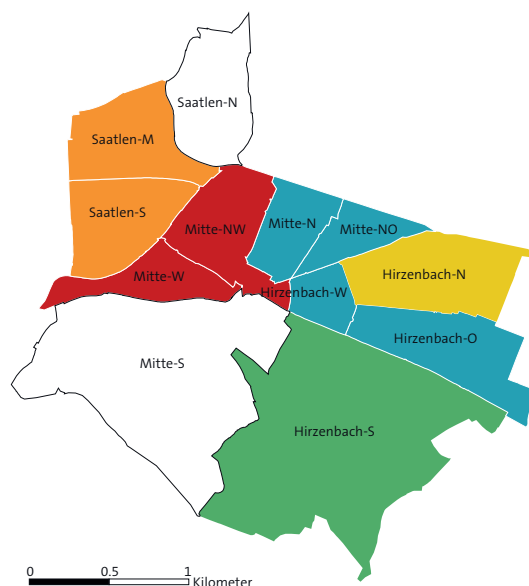 Saatlen-N
Saatlen-M
Saatlen-S
Mitte-NW
Mitte-N
Mitte-NO
Mitte-W
Hirzenbach-W
Hirzenbach-N
Hirzenbach-O
Mitte-S
Hirzenbach-S
0 0.5 1
Kilometer